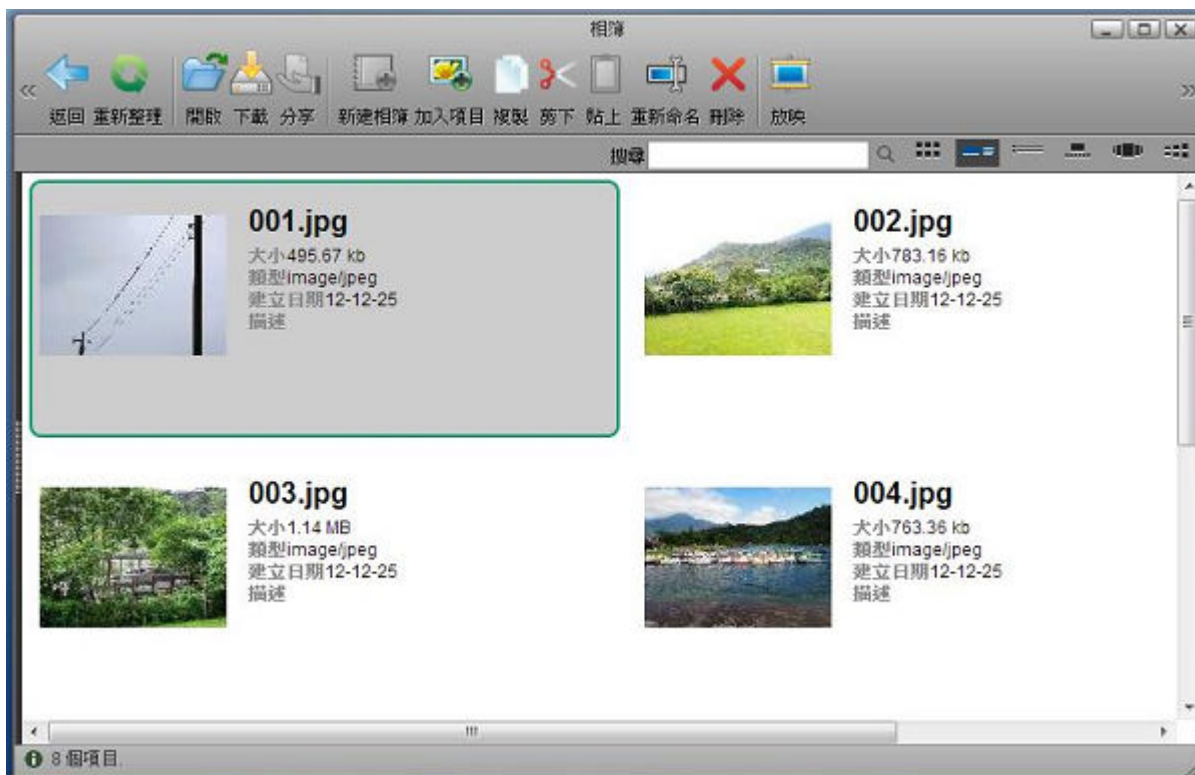 相簿
返回 重新整理 開啟 下載 分享 新建相簿 加入項目 複製 剪下 貼上 重新命名 刪除 放映
搜尋
001.jpg
大小495.67 kb
類型image/jpeg
建立日期12-12-25
描述
002.jpg
大小783.16 kb
類型image/jpeg
建立日期12-12-25
描述
003.jpg
大小1.14 MB
類型image/jpeg
建立日期12-12-25
描述
004.jpg
大小763.36 kb
類型image/jpeg
建立日期12-12-25
描述
8 個項目.